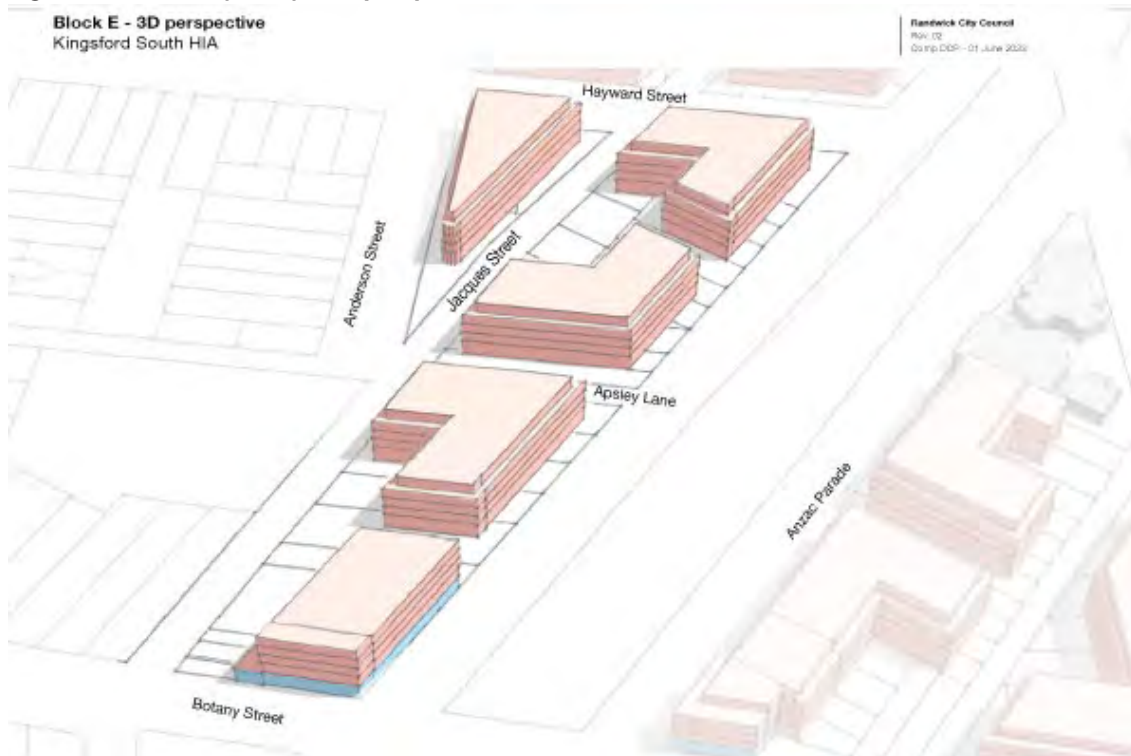 Block E - 3D perspective
Kingsford South HIA
Randwick City Council
Rev. 02
Comp DCP - 01 June 2023
Hayward Street
Anderson Street
Jacques Street
Apsley Lane
Anzac Parade
Botany Street